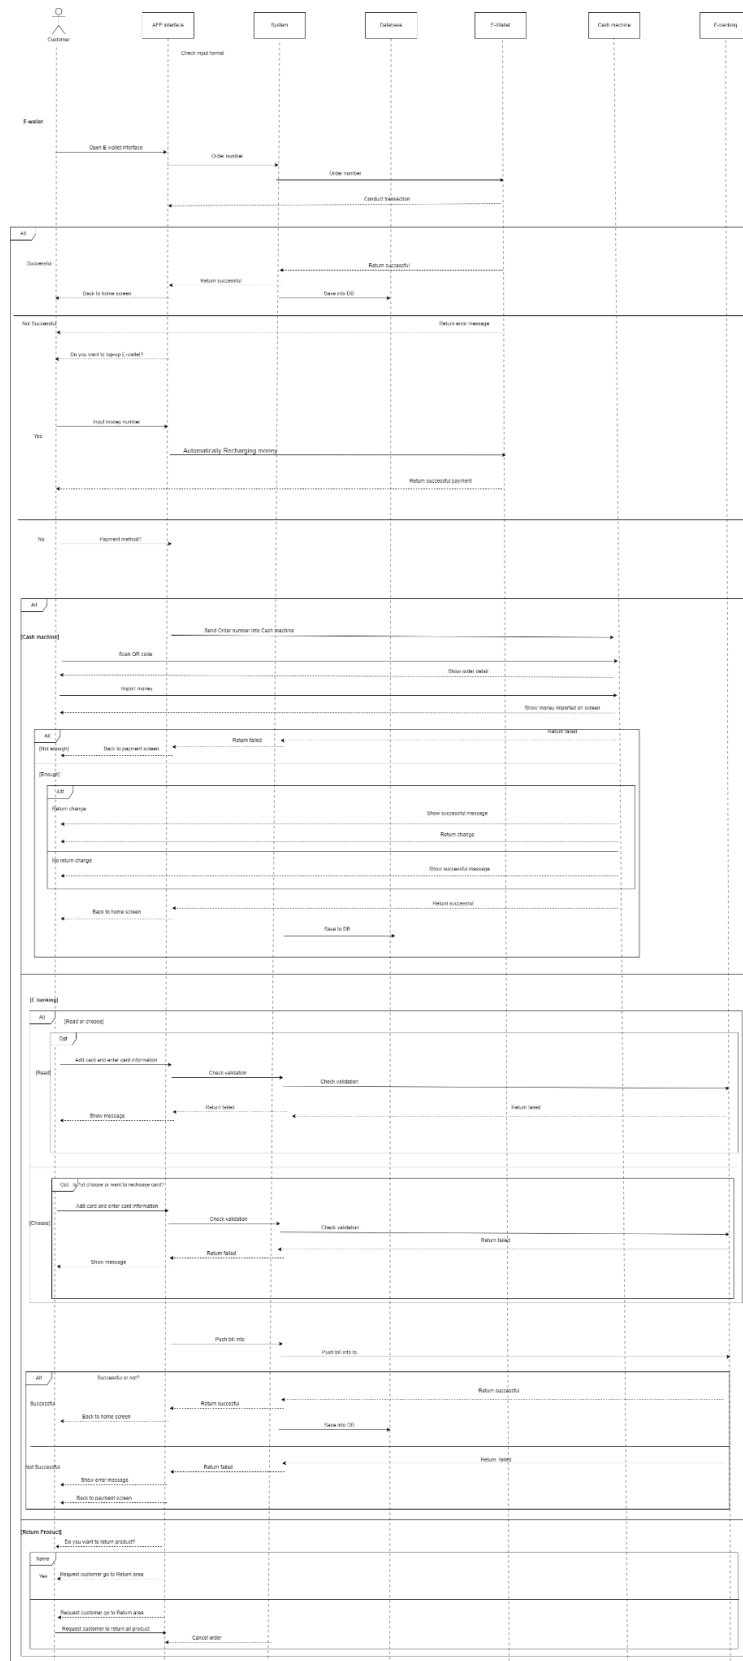 Customer
APP interface
System
Database
E-Wallet
Cash machine
E-banking
Check input format
E-wallet
Open E-wallet interface
Order number
Order number
Conduct transaction
Alt
Successful
Return successful
Return successful
Back to home screen
Save into DB
Not Successful
Return error message
Do you want to top-up E-wallet?
Input money number
Yes
Automatically Recharging money
Return successful payment
No
Payment method?
Alt
[Cash machine]
Send Order number into Cash machine
Scan QR code
Show order detail
Import money
Show money imported on screen
Alt
Return failed
Return failed
[Not enough]
Back to payment screen
[Enough]
Alt
Return change
Show successful message
Return change
No return change
Show successful message
Return successful
Back to home screen
Save to DB
[E-banking]
Alt
[Read or choose]
Opt
Add card and enter card information
[Read]
Check validation
Check validation
Return failed
Return failed
Show message
Opt
1st choose or want to rechoose card?
Add card and enter card information
[Choose]
Check validation
Check validation
Return failed
Return failed
Show message
Push bill into
Push bill info to
Alt
Successful or not?
Return successful
Successful
Return succesful
Back to home screen
Save into DB
Return failed
Not Successful
Return failed
Show error message
Back to payment screen
[Return Product]
Do you want to return product?
Name
Yes
Request customer go to Return area
Request customer go to Return area
Request customer to return all product
Cancel order